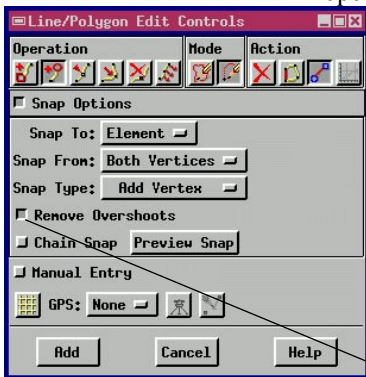 Line/Polygon Edit Controls
Operation Mode Action
Snap Options
Snap To: Element
Snap From: Both Vertices
Snap Type: Add Vertex
Remove Overshoots
Chain Snap Preview Snap
Manual Entry
GPS: None
Add Cancel Help